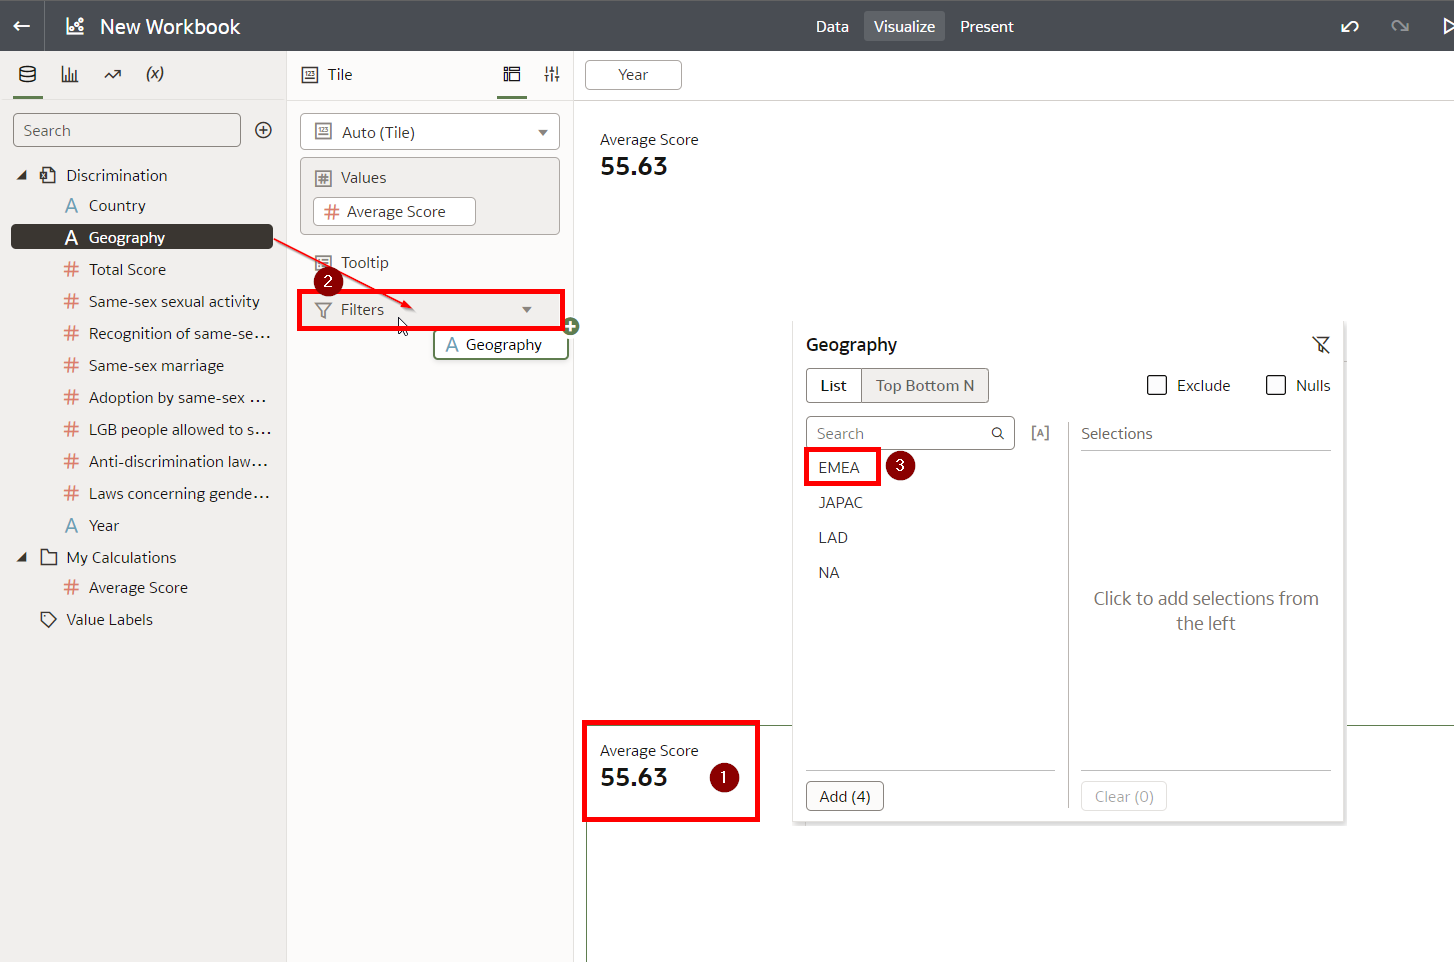 New Workbook
Data
Visualize
Present
(x)
Search
Discrimination
Country
Geography
Total Score
Same-sex sexual activity
Recognition of same-se...
Same-sex marriage
Adoption by same-sex ...
LGB people allowed to s...
Anti-discrimination law...
Laws concerning gende...
Year
My Calculations
Average Score
Value Labels
Tile
Auto (Tile)
Values
Average Score
Tooltip
2
Filters
Geography
Year
Average Score
55.63
Average Score
55.63
1
Geography
List
Top Bottom N
Exclude
Nulls
Search
[A]
Selections
EMEA
3
JAPAC
LAD
NA
Click to add selections from
the left
Add (4)
Clear (0)